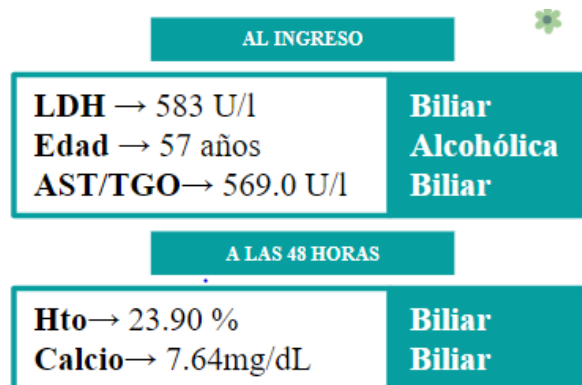 AL INGRESO
LDH → 583 U/l Biliar
Edad → 57 años Alcohólica
AST/TGO→ 569.0 U/l Biliar
A LAS 48 HORAS
Hto→ 23.90 % Biliar
Calcio→ 7.64mg/dL Biliar